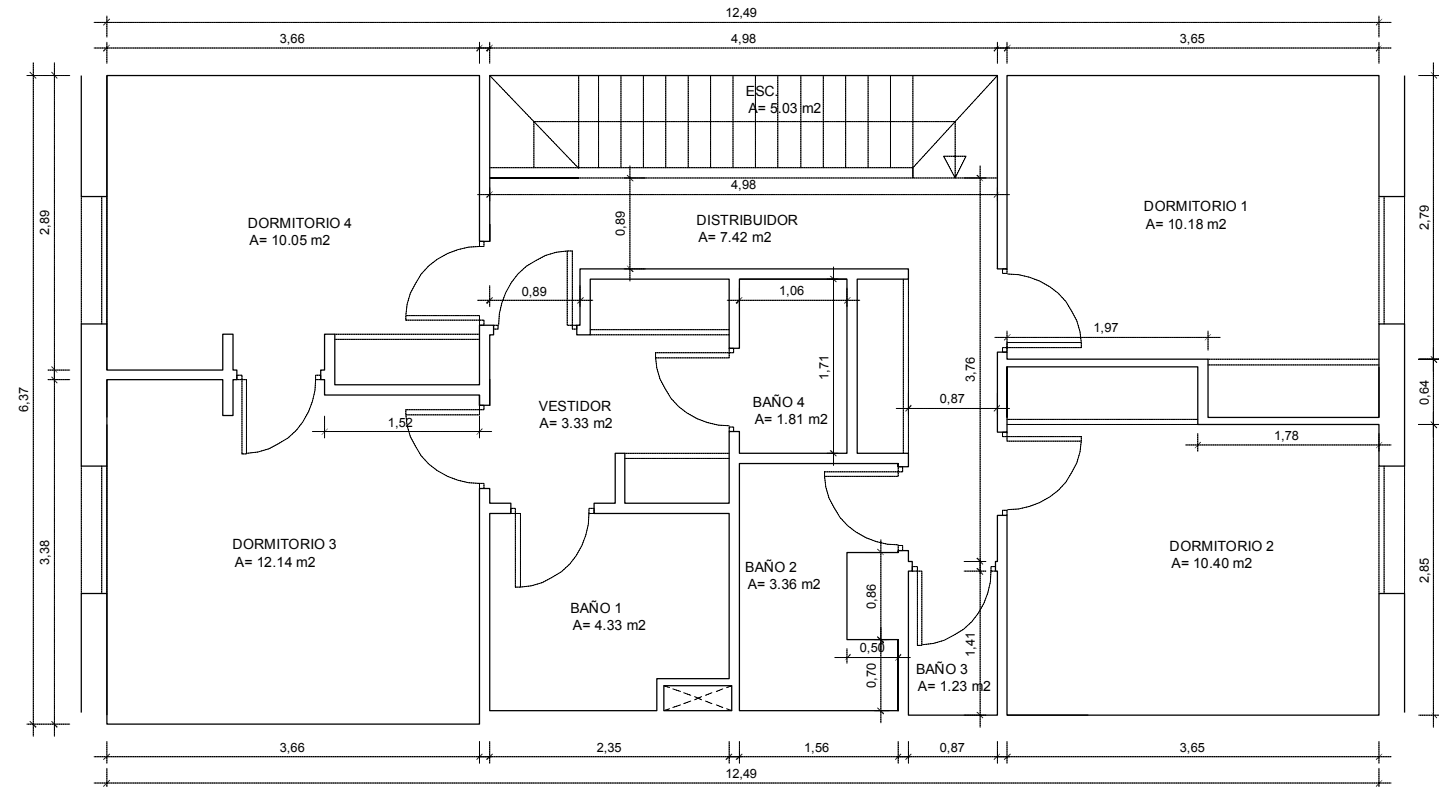 12,49
3,66
4,98
3,65
ESC.
A= 5.03 m2
4,98
DORMITORIO 1
A= 10.18 m2
DISTRIBUIDOR
A= 7.42 m2
DORMITORIO 4
A= 10.05 m2
2,89
0,89
2,79
0,89
1,06
1,97
1,71
3,76
6,37
0,64
BAÑO 4
A= 1.81 m2
0,87
VESTIDOR
A= 3.33 m2
1,52
1,78
DORMITORIO 3
A= 12.14 m2
DORMITORIO 2
A= 10.40 m2
3,38
2,85
BAÑO 2
A= 3.36 m2
0,86
BAÑO 1
A= 4.33 m2
0,50
1,41
0,70
BAÑO 3
A= 1.23 m2
3,66
2,35
1,56
0,87
3,65
12,49